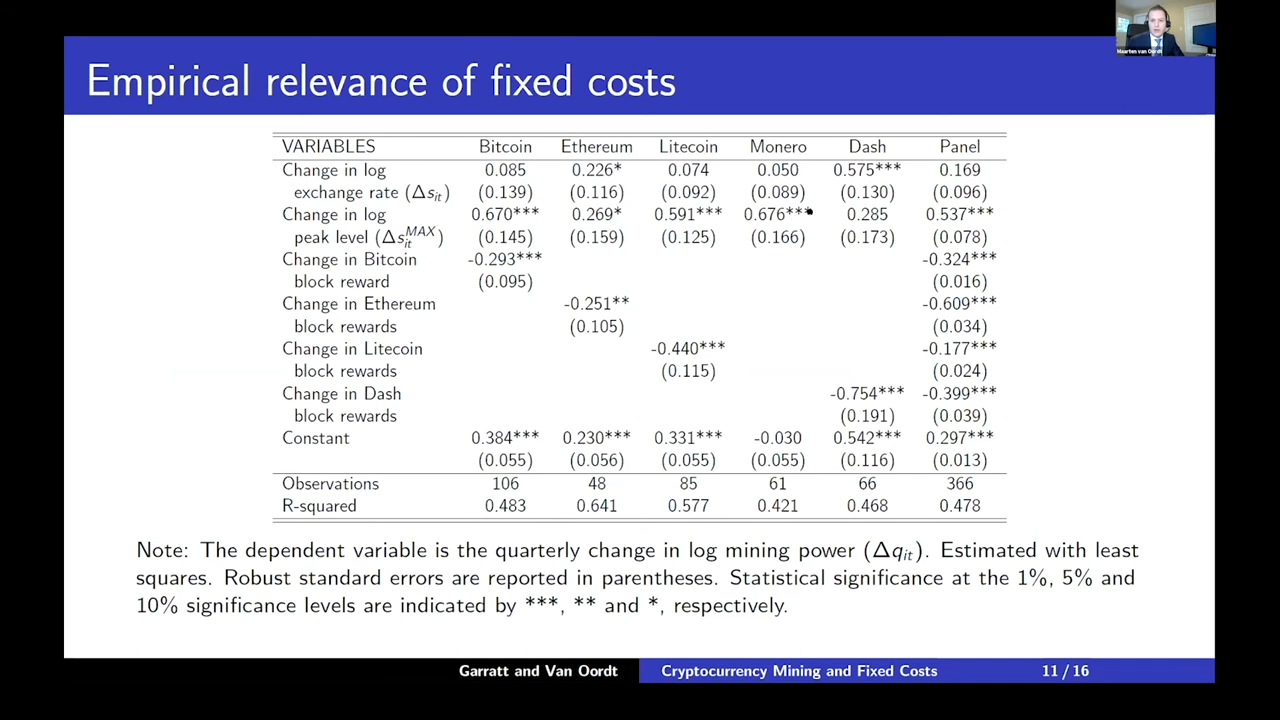 Maarten van Oordt
Empirical relevance of fixed costs
VARIABLES Bitcoin Ethereum Litecoin Monero Dash Panel
Change in log 0.085 0.226* 0.074 0.050 0.575*** 0.169
exchange rate (Δsit) (0.139) (0.116) (0.092) (0.089) (0.130) (0.096)
Change in log 0.670*** 0.269* 0.591*** 0.676*** 0.285 0.537***
peak level (ΔsitMAX) (0.145) (0.159) (0.125) (0.166) (0.173) (0.078)
Change in Bitcoin -0.293*** -0.324***
block reward (0.095) (0.016)
Change in Ethereum -0.251** -0.609***
block rewards (0.105) (0.034)
Change in Litecoin -0.440*** -0.177***
block rewards (0.115) (0.024)
Change in Dash -0.754*** -0.399***
block rewards (0.191) (0.039)
Constant 0.384*** 0.230*** 0.331*** -0.030 0.542*** 0.297***
(0.055) (0.056) (0.055) (0.055) (0.116) (0.013)
Observations 106 48 85 61 66 366
R-squared 0.483 0.641 0.577 0.421 0.468 0.478
Note: The dependent variable is the quarterly change in log mining power (Δqit). Estimated with least
squares. Robust standard errors are reported in parentheses. Statistical significance at the 1%, 5% and
10% significance levels are indicated by ***, ** and *, respectively.
Garratt and Van Oordt Cryptocurrency Mining and Fixed Costs 11 / 16